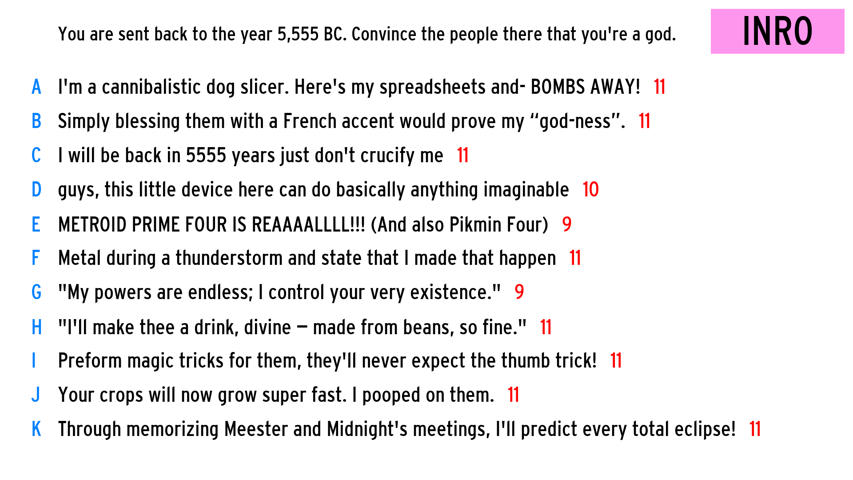 You are sent back to the year 5,555 BC. Convince the people there that you're a god.
INRO
A I'm a cannibalistic dog slicer. Here's my spreadsheets and- BOMBS AWAY! 11
B Simply blessing them with a French accent would prove my “god-ness”. 11
C I will be back in 5555 years just don't crucify me 11
D guys, this little device here can do basically anything imaginable 10
E METROID PRIME FOUR IS REAAAALLLL!!! (And also Pikmin Four) 9
F Metal during a thunderstorm and state that I made that happen 11
G "My powers are endless; I control your very existence." 9
H "I'll make thee a drink, divine – made from beans, so fine." 11
I Preform magic tricks for them, they'll never expect the thumb trick! 11
J Your crops will now grow super fast. I pooped on them. 11
K Through memorizing Meester and Midnight's meetings, I'll predict every total eclipse! 11